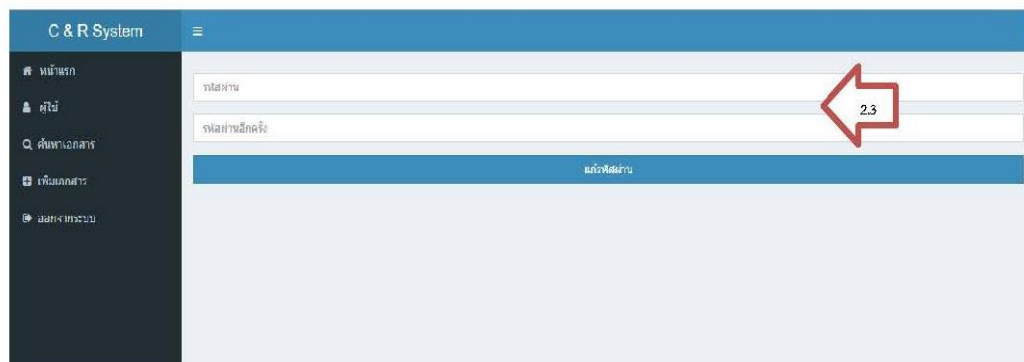 C & R System
หน้าแรก
ผู้ใช้
ค้นหาเอกสาร
เพิ่มเอกสาร
ออกจากระบบ
รหัสผ่าน
รหัสผ่านอีกครั้ง
2.3
แก้รหัสผ่าน